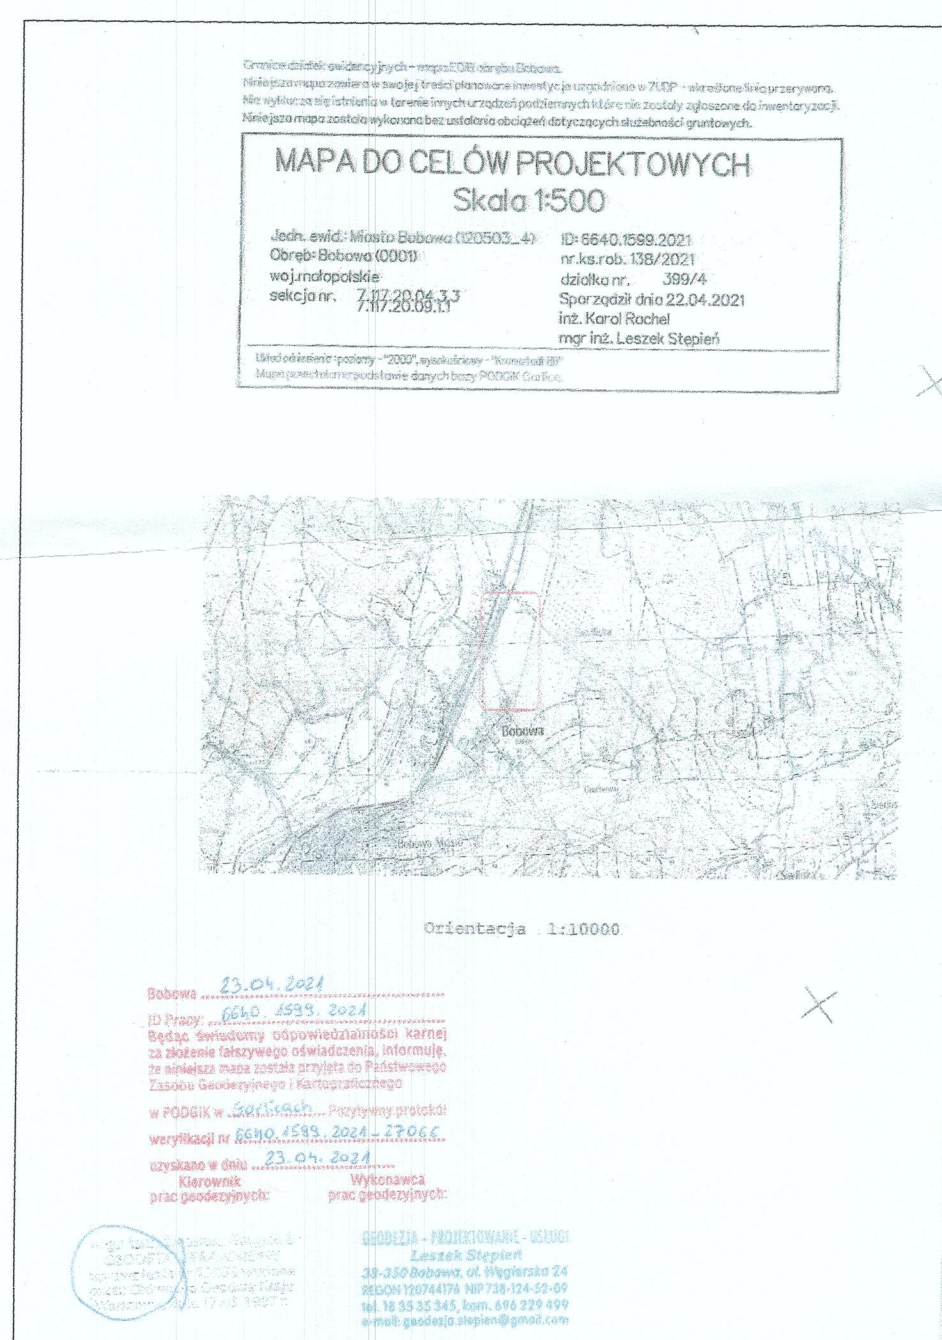 Granice działek ewidencyjnych - mapa EGiB obrębu Bobowa.
Niniejsza mapa zawiera w swojej treści planowane inwestycje uzgodnione w ZUDP - określone linią przerywaną.
Nie wyklucza się istnienia w terenie innych urządzeń podziemnych które nie zostały zgłoszone do inwentaryzacji.
Niniejsza mapa została wykonana bez ustalania obciążeń dotyczących służebności gruntowych.
MAPA DO CELÓW PROJEKTOWYCH
Skala 1:500
Jedn. ewid.: Miasto Bobowa (120503_4)
Obręb: Bobowa (0001)
woj.małopolskie
sekcja nr. 7.117.20.04.3.3
7.117.20.09.1.1
ID: 6640.1599.2021
nr.ks.rob. 138/2021
działka nr. 399/4
Sporządził dnia 22.04.2021
inż. Karol Rachel
mgr inż. Leszek Stępień
Układ odniesienia: poziomy - "2000", wysokościowy - "Kronsztadt 86"
Mapa powstała na podstawie danych bazy PODGiK Gorlice.
Bobowa
Bobowa Miasto
Orientacja 1:10000
Bobowa 23.04.2021
ID Pracy: 6640.1599.2021
Będąc świadomy odpowiedzialności karnej
za złożenie fałszywego oświadczenia, informuję,
że niniejsza mapa została przyjęta do Państwowego
Zasobu Geodezyjnego i Kartograficznego
w PODGIK w Gorlicach Pozytywny protokół
weryfikacji nr 6640.1599.2021-27066
uzyskano w dniu 23.04.2021
Kierownik
prac geodezyjnych:
Wykonawca
prac geodezyjnych:
GEODEZJA - PROJEKTOWANIE - USŁUGI
Leszek Stępień
38-350 Bobowa, ul. Węgierska 24
REGON 120744176 NIP 738-124-52-09
tel. 18 35 35 345, kom. 696 229 499
e-mail: geodezja.stepien@gmail.com